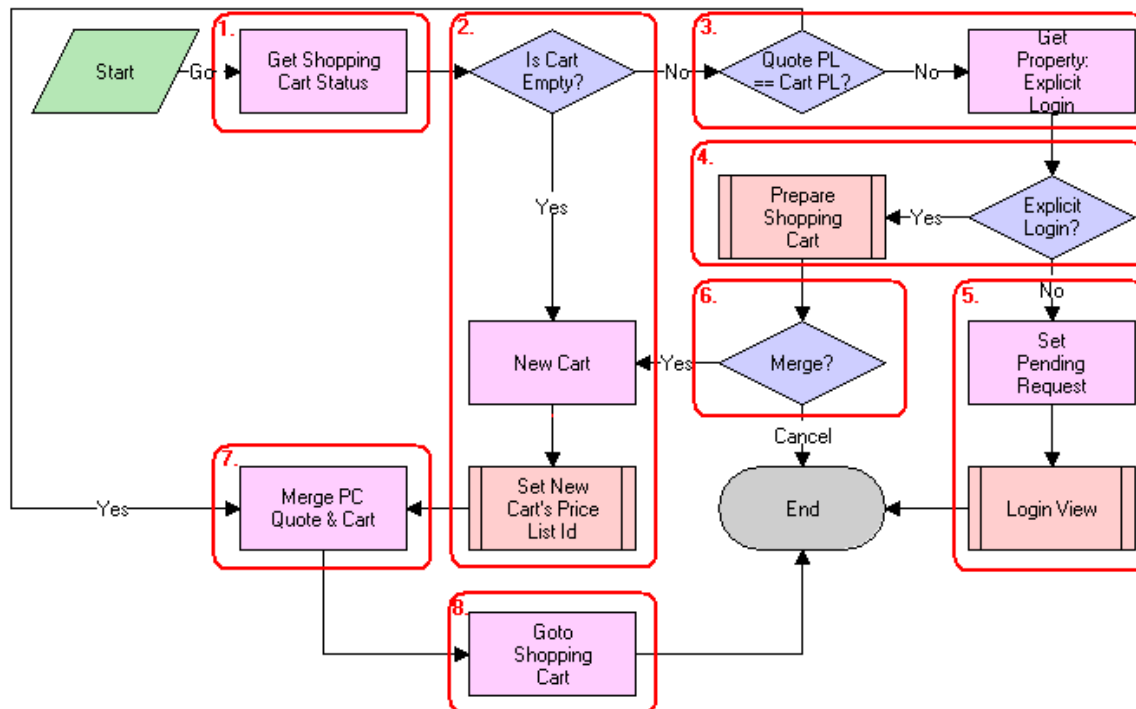 1.
2.
3.
Start
Go
Get Shopping
Cart Status
Is Cart
Empty?
No
Quote PL
== Cart PL?
No
Get
Property:
Explicit
Login
4.
Prepare
Shopping
Cart
Yes
Explicit
Login?
Yes
No
6.
5.
New Cart
Yes
Merge?
Set
Pending
Request
Cancel
7.
Yes
Merge PC
Quote & Cart
Set New
Cart's Price
List Id
End
Login View
8.
Goto
Shopping
Cart